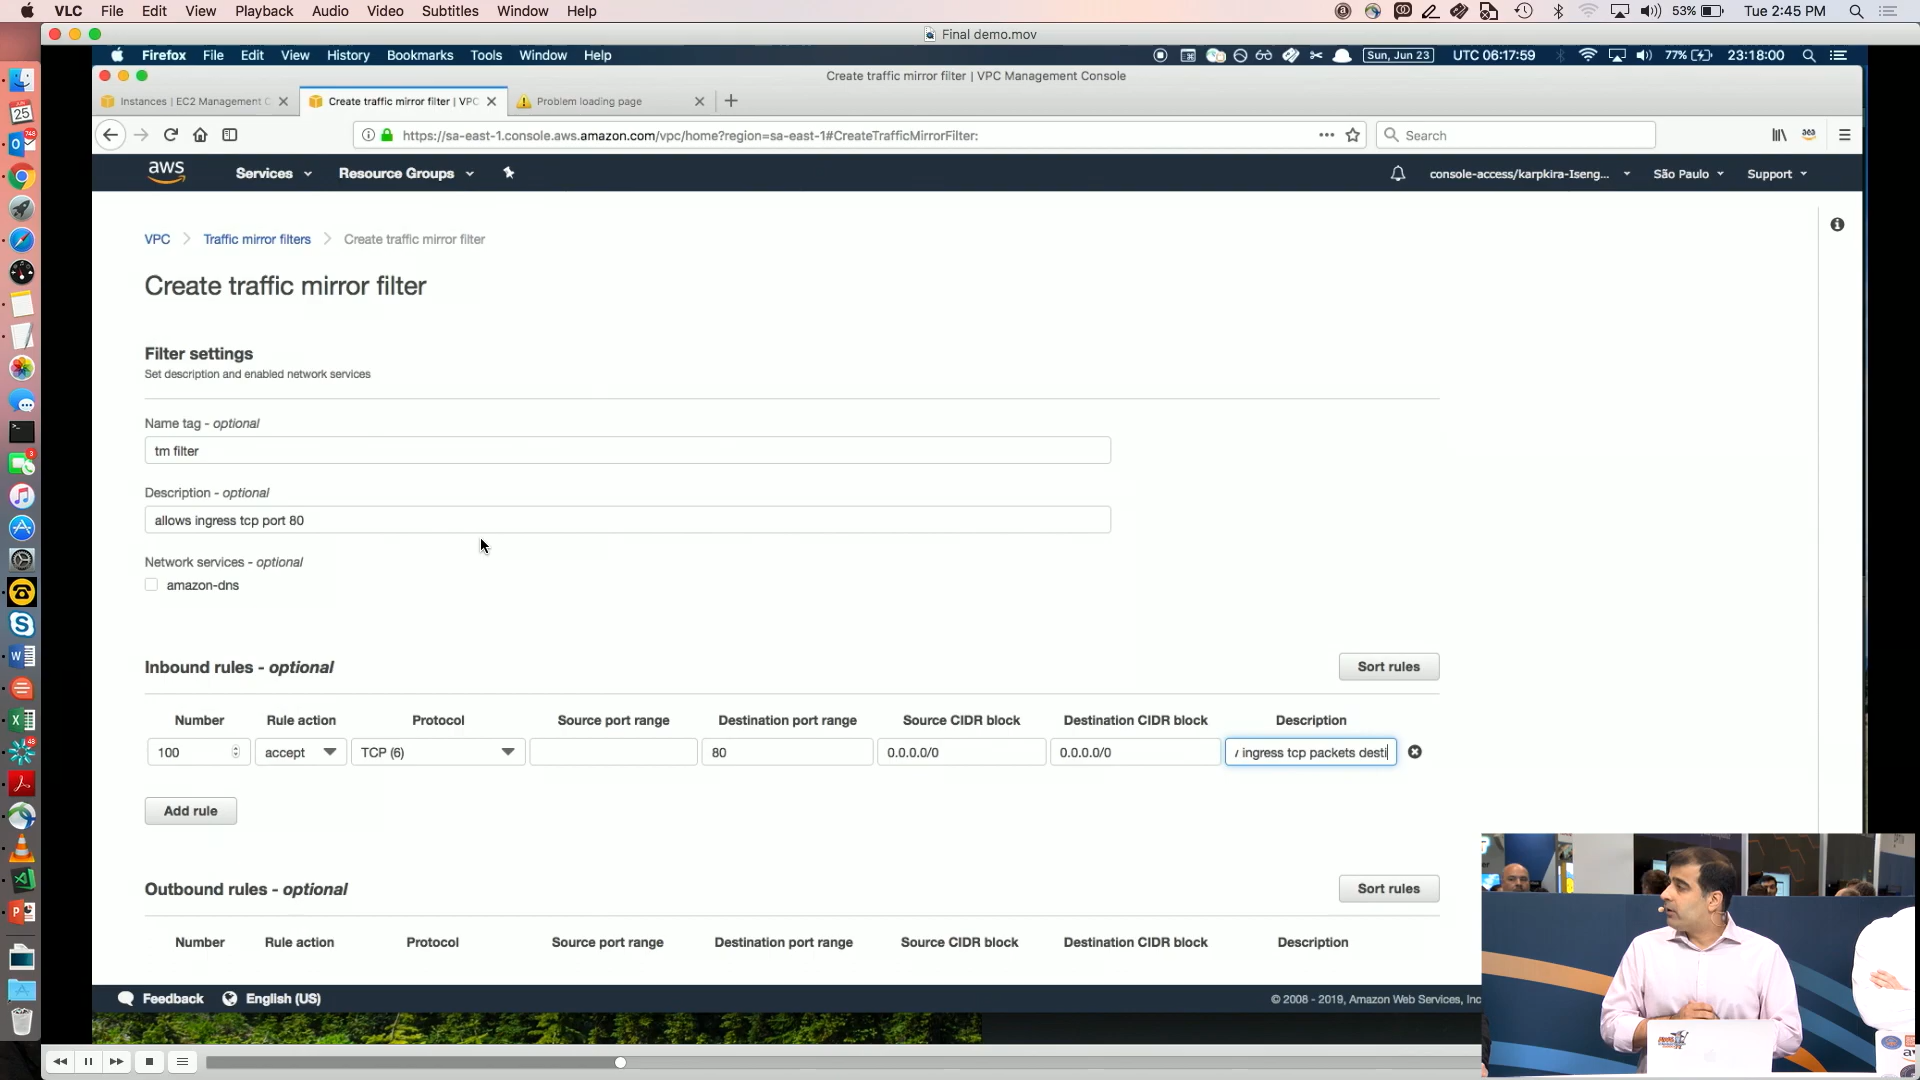 VLC File Edit View Playback Audio Video Subtitles Window Help 53% Tue 2:45 PM
Final demo.mov
Firefox File Edit View History Bookmarks Tools Window Help Sun, Jun 23 UTC 06:17:59 77% 23:18:00
Create traffic mirror filter | VPC Management Console
Instances | EC2 Management C Create traffic mirror filter | VPC Problem loading page
https://sa-east-1.console.aws.amazon.com/vpc/home?region=sa-east-1#CreateTrafficMirrorFilter: Search
aws Services Resource Groups console-access/karpkira-Iseng... São Paulo Support
VPC Traffic mirror filters Create traffic mirror filter
Create traffic mirror filter
Filter settings
Set description and enabled network services
Name tag - optional
tm filter
Description - optional
allows ingress tcp port 80
Network services - optional
amazon-dns
Inbound rules - optional Sort rules
Number Rule action Protocol Source port range Destination port range Source CIDR block Destination CIDR block Description
100 accept TCP (6) 80 0.0.0.0/0 0.0.0.0/0 ingress tcp packets desti
Add rule
Outbound rules - optional Sort rules
Number Rule action Protocol Source port range Destination port range Source CIDR block Destination CIDR block Description
Feedback English (US) © 2008 - 2019, Amazon Web Services, Inc